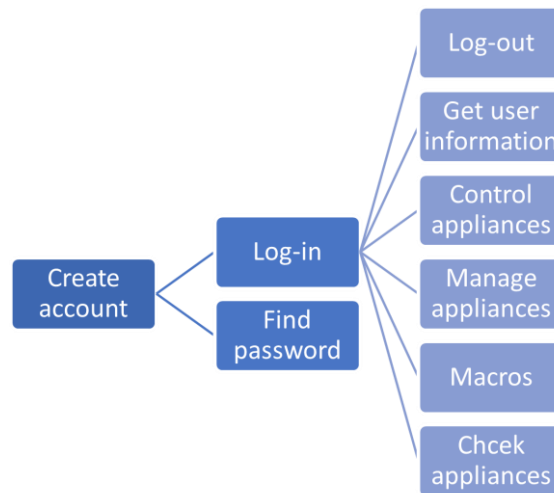 Create
account
Log-in
Find
password
Log-out
Get user
information
Control
appliances
Manage
appliances
Macros
Chcek
appliances